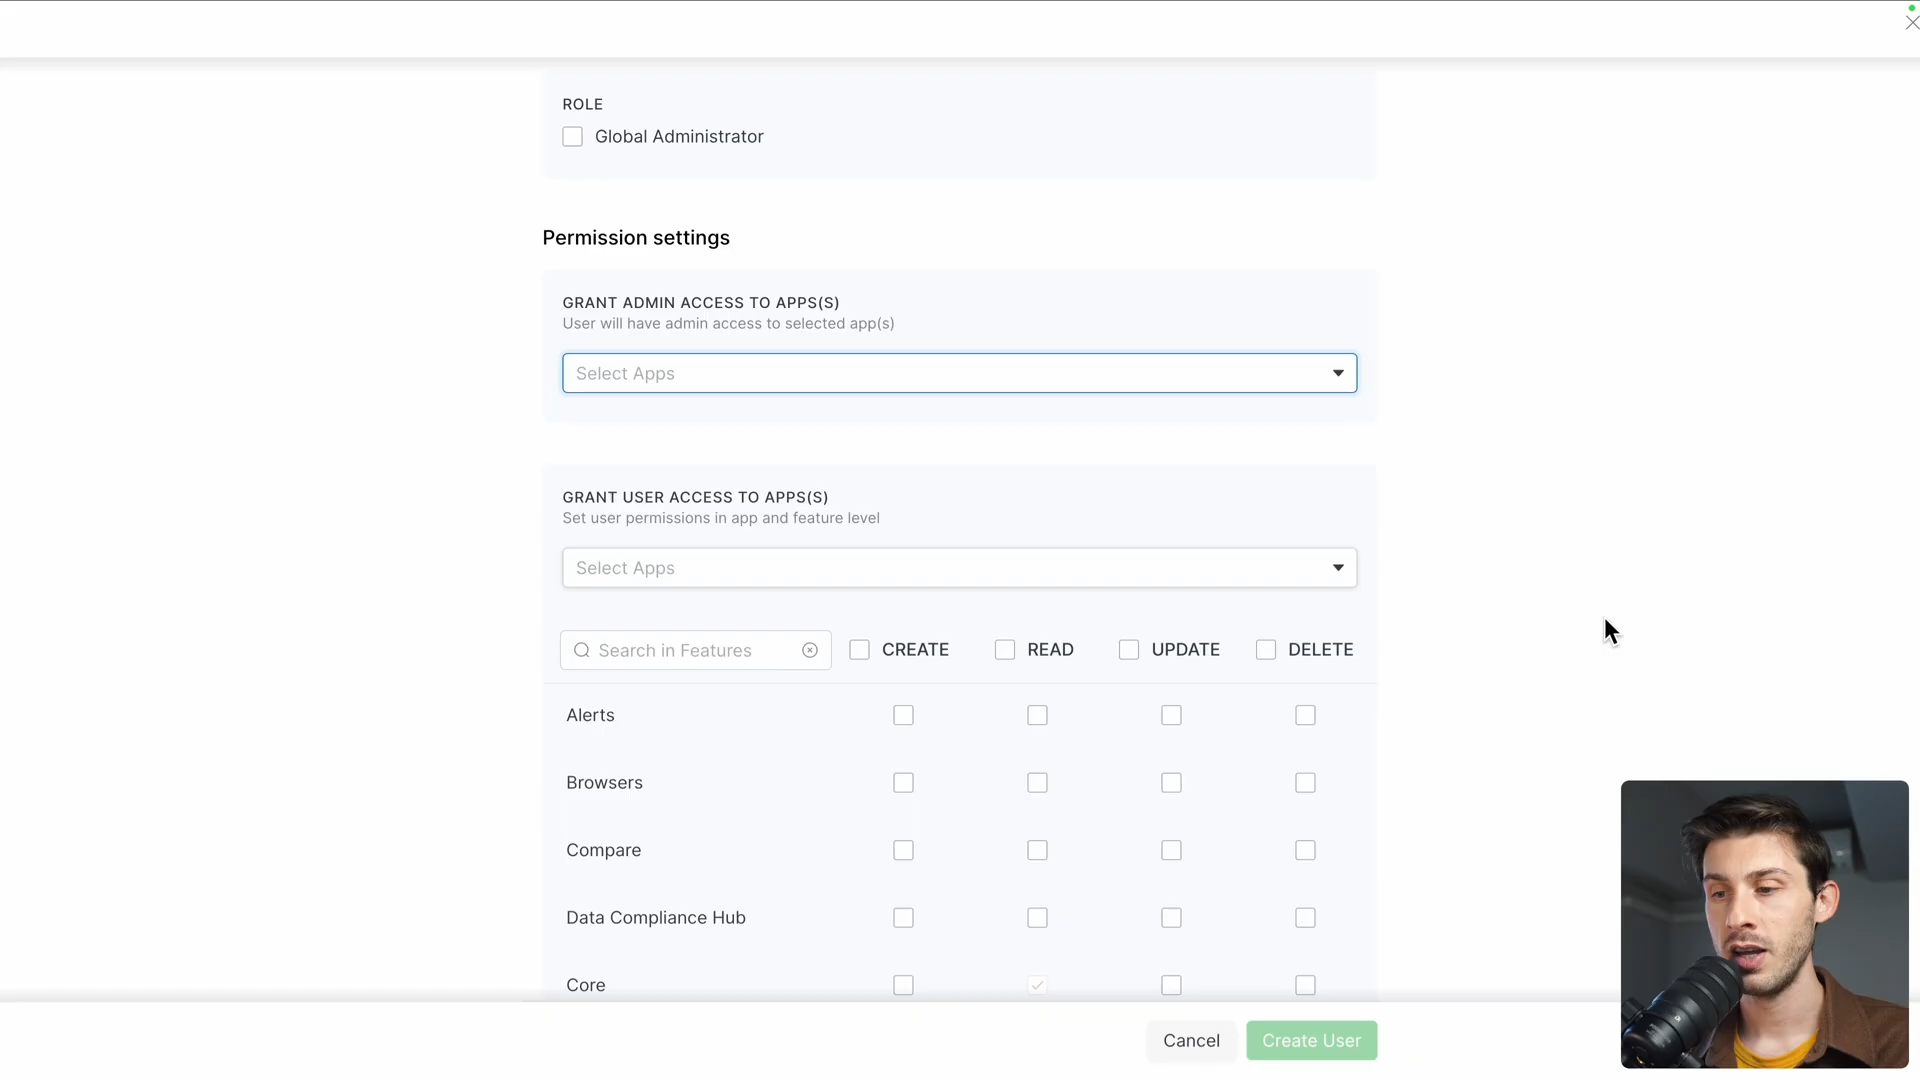 ROLE
Global Administrator
Permission settings
GRANT ADMIN ACCESS TO APPS(S)
User will have admin access to selected app(s)
Select Apps
GRANT USER ACCESS TO APPS(S)
Set user permissions in app and feature level
Select Apps
Search in Features CREATE READ UPDATE DELETE
Alerts
Browsers
Compare
Data Compliance Hub
Core
Cancel Create User